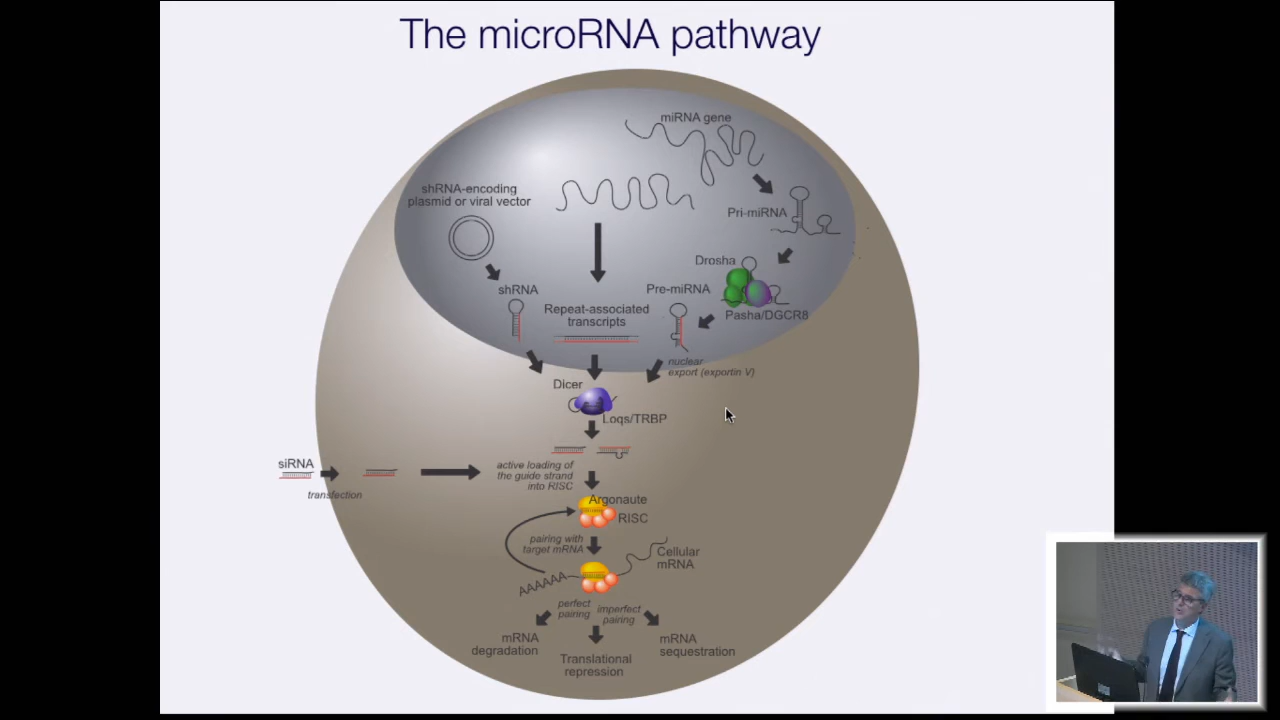 The microRNA pathway
miRNA gene
shRNA-encoding
plasmid or viral vector
Pri-miRNA
Drosha
shRNA
Pre-miRNA
Repeat-associated
transcripts
Pasha/DGCR8
nuclear
export (exportin V)
Dicer
Loqs/TRBP
siRNA
transfection
active loading of
the guide strand
into RISC
Argonaute
RISC
pairing with
target mRNA
Cellular
mRNA
AAAAAA
perfect
pairing
imperfect
pairing
mRNA
degradation
Translational
repression
mRNA
sequestration